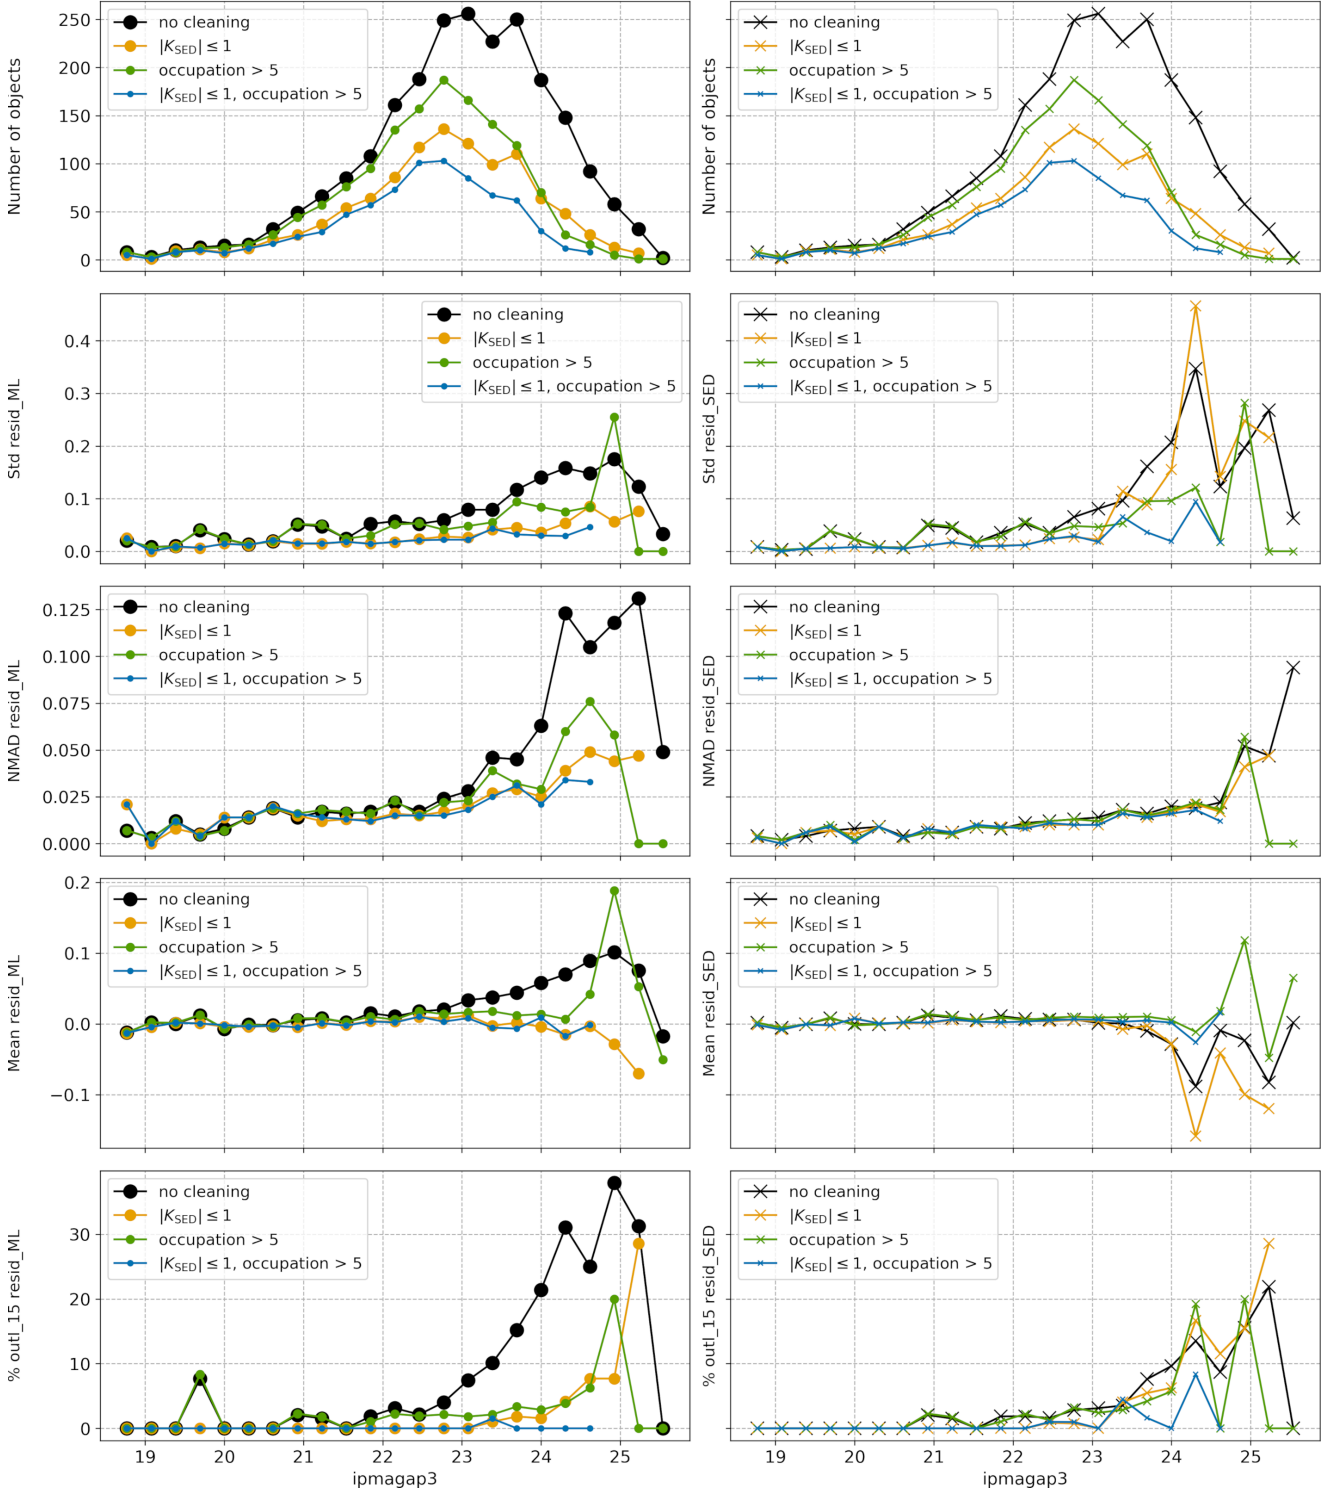 250
200
150
100
50
0
Number of objects
no cleaning
|K_SED| ≤ 1
occupation > 5
|K_SED| ≤ 1, occupation > 5
Number of objects
no cleaning
|K_SED| ≤ 1
occupation > 5
|K_SED| ≤ 1, occupation > 5
0.4
0.3
0.2
0.1
0.0
Std resid_ML
no cleaning
|K_SED| ≤ 1
occupation > 5
|K_SED| ≤ 1, occupation > 5
Std resid_SED
no cleaning
|K_SED| ≤ 1
occupation > 5
|K_SED| ≤ 1, occupation > 5
0.125
0.100
0.075
0.050
0.025
0.000
NMAD resid_ML
no cleaning
|K_SED| ≤ 1
occupation > 5
|K_SED| ≤ 1, occupation > 5
NMAD resid_SED
no cleaning
|K_SED| ≤ 1
occupation > 5
|K_SED| ≤ 1, occupation > 5
0.2
0.1
0.0
−0.1
Mean resid_ML
no cleaning
|K_SED| ≤ 1
occupation > 5
|K_SED| ≤ 1, occupation > 5
Mean resid_SED
no cleaning
|K_SED| ≤ 1
occupation > 5
|K_SED| ≤ 1, occupation > 5
30
20
10
0
% outl_15 resid_ML
no cleaning
|K_SED| ≤ 1
occupation > 5
|K_SED| ≤ 1, occupation > 5
19 20 21 22 23 24 25
ipmagap3
% outl_15 resid_SED
no cleaning
|K_SED| ≤ 1
occupation > 5
|K_SED| ≤ 1, occupation > 5
19 20 21 22 23 24 25
ipmagap3